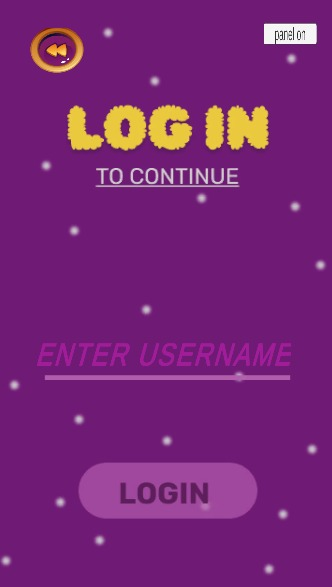 panel on
LOG IN
TO CONTINUE
ENTER USERNAME
LOGIN